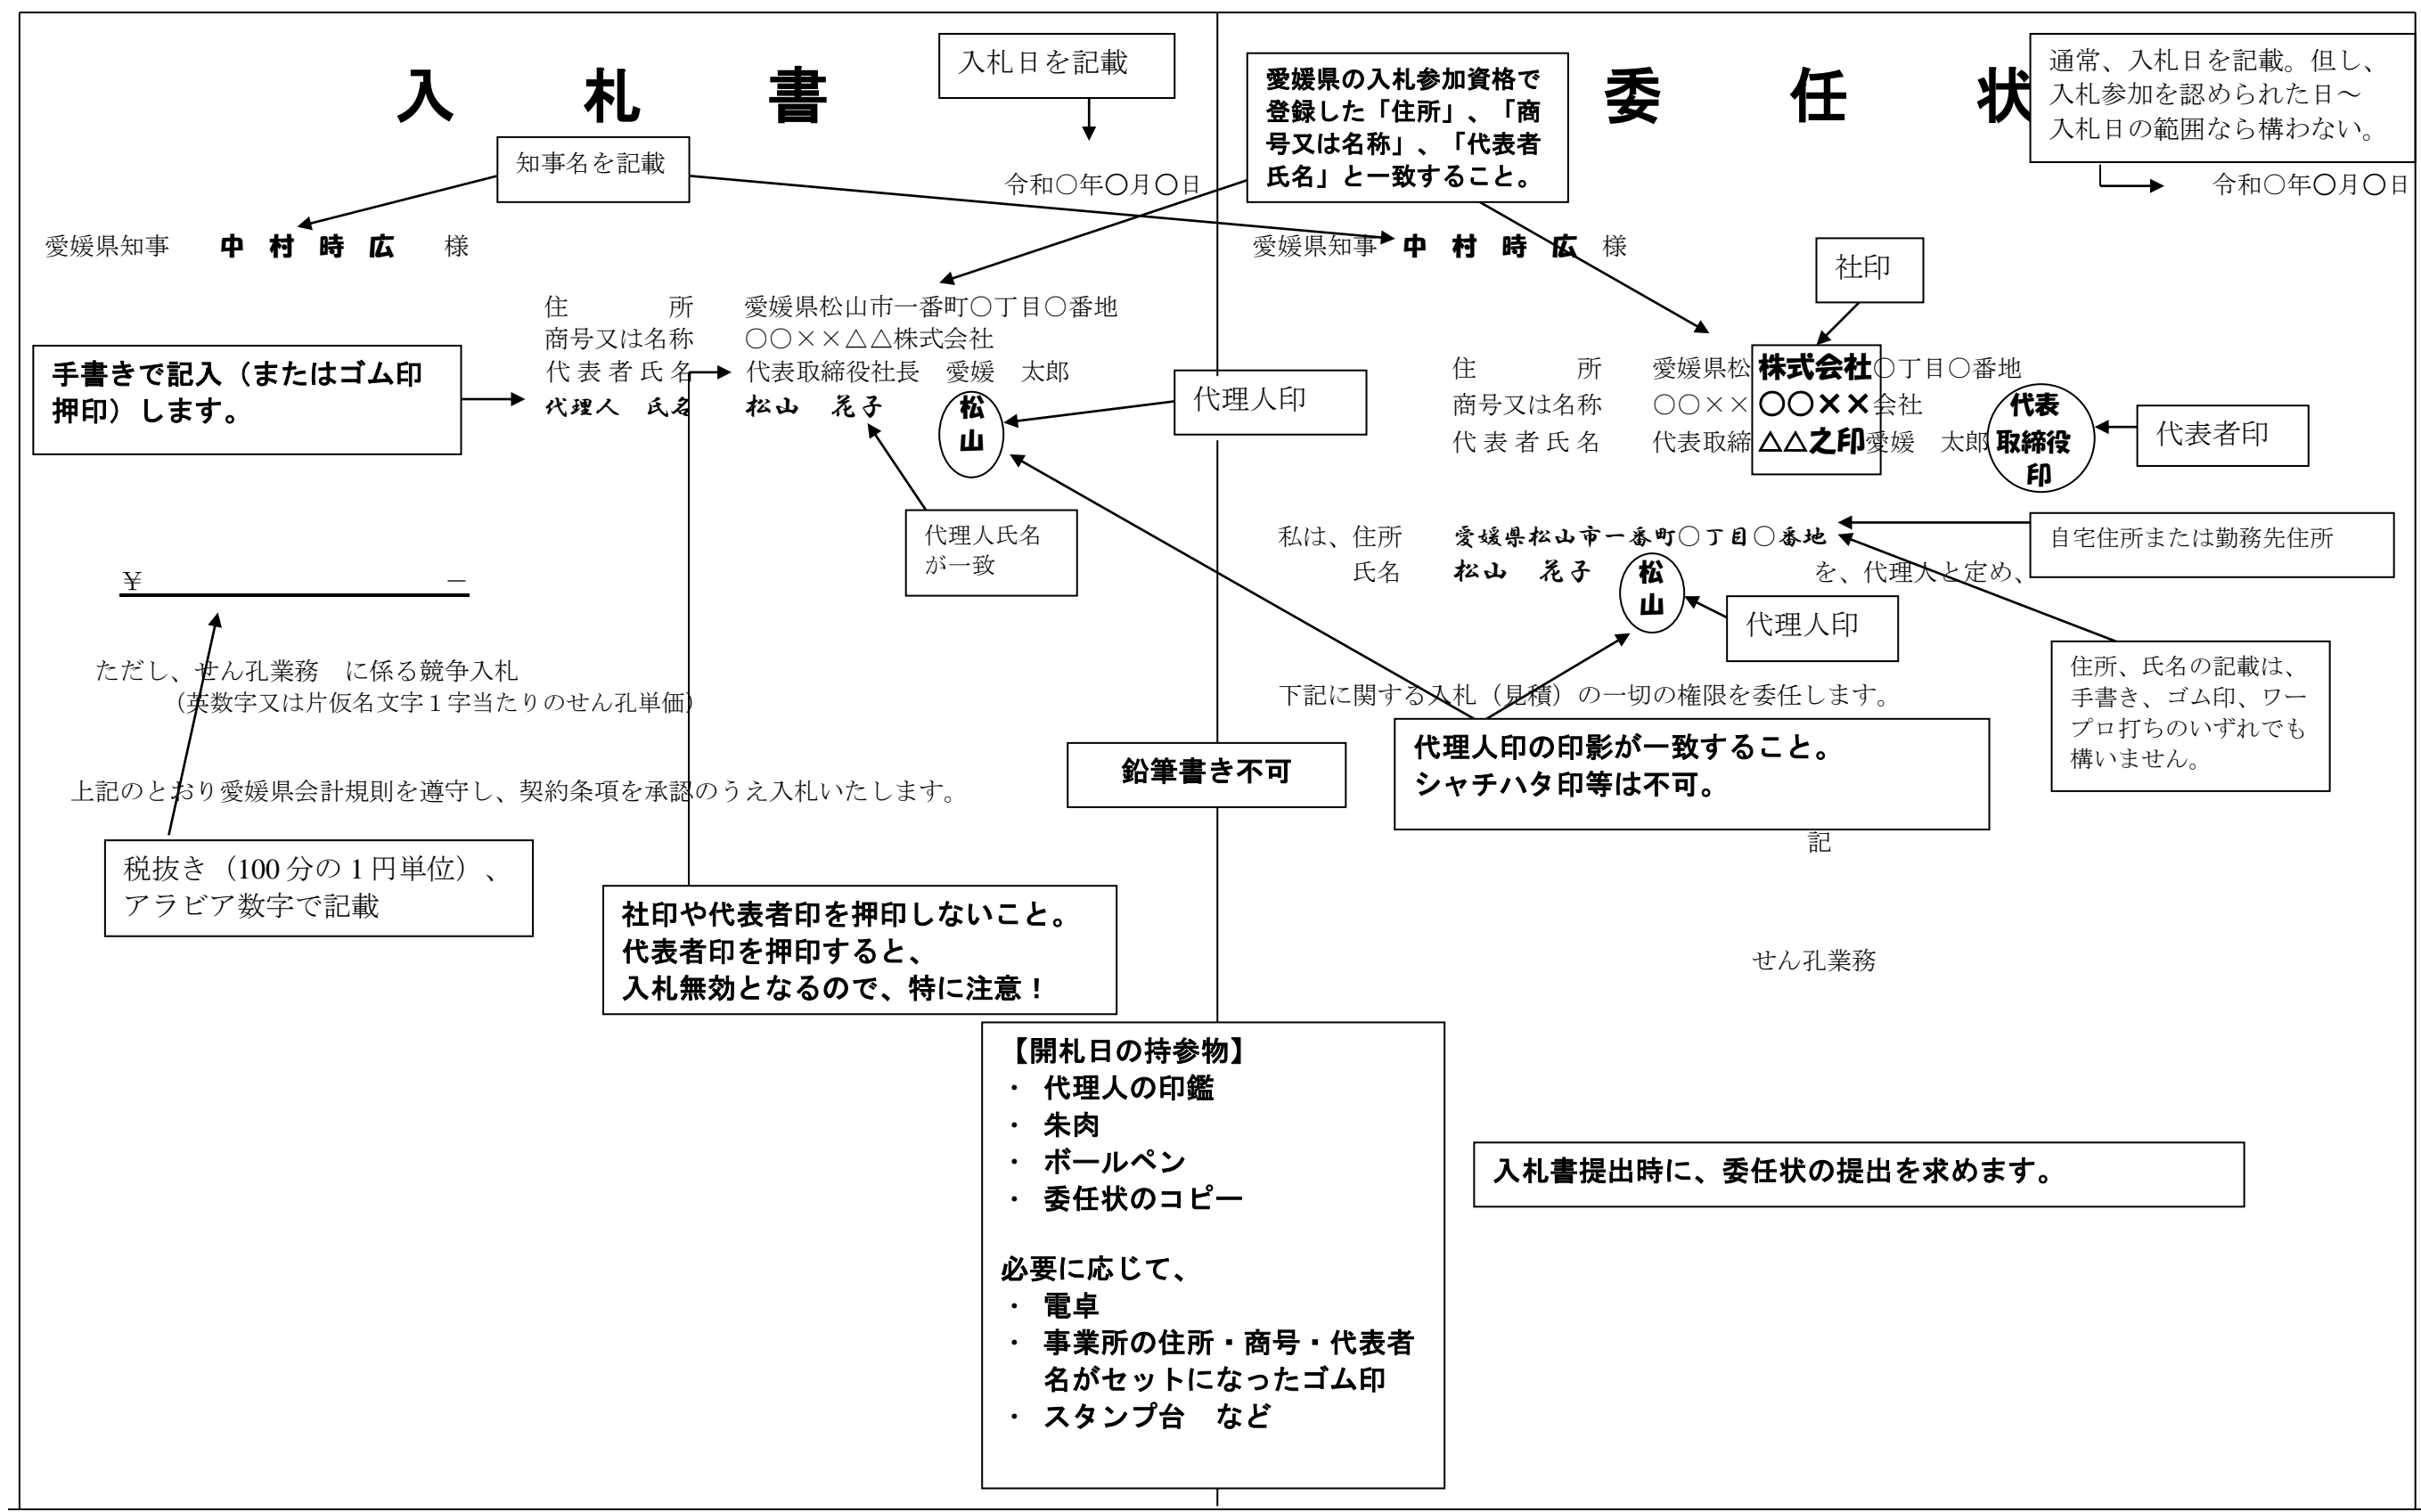 入札書
入札日を記載
知事名を記載
令和〇年〇月〇日
愛媛県知事　中村時広　様
住　　　所　愛媛県松山市一番町〇丁目〇番地
商号又は名称　〇〇××△△株式会社
代表者氏名　代表取締役社長　愛媛　太郎
代理人　氏名　松山　花子
松
山
手書きで記入（またはゴム印
押印）します。
代理人印
代理人氏名
が一致
￥　　　　　　　　　　　－
ただし、せん孔業務　に係る競争入札
（英数字又は片仮名文字１字当たりのせん孔単価）
上記のとおり愛媛県会計規則を遵守し、契約条項を承認のうえ入札いたします。
税抜き（100分の1円単位）、
アラビア数字で記載
社印や代表者印を押印しないこと。
代表者印を押印すると、
入札無効となるので、特に注意！
鉛筆書き不可
【開札日の持参物】
・ 代理人の印鑑
・ 朱肉
・ ボールペン
・ 委任状のコピー
必要に応じて、
・ 電卓
・ 事業所の住所・商号・代表者
名がセットになったゴム印
・ スタンプ台　など
愛媛県の入札参加資格で
登録した「住所」、「商
号又は名称」、「代表者
氏名」と一致すること。
委任状
通常、入札日を記載。但し、
入札参加を認められた日～
入札日の範囲なら構わない。
令和〇年〇月〇日
愛媛県知事　中村時広　様
社印
住　　　所　愛媛県松　〇丁目〇番地
商号又は名称　〇〇××　会社
代表者氏名　代表取締　愛媛　太郎
株式会社
〇〇××
△△之印
代表
取締役
印
代表者印
私は、住所　愛媛県松山市一番町〇丁目〇番地
氏名　松山　花子　を、代理人と定め、
松
山
自宅住所または勤務先住所
代理人印
住所、氏名の記載は、
手書き、ゴム印、ワー
プロ打ちのいずれでも
構いません。
下記に関する入札（見積）の一切の権限を委任します。
代理人印の印影が一致すること。
シャチハタ印等は不可。
記
せん孔業務
入札書提出時に、委任状の提出を求めます。